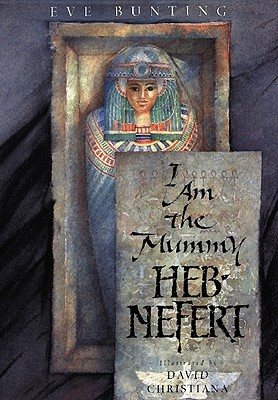 EVE BUNTING
I Am
the
Mummy
HEB-
NEFERT
Illustrated by
DAVID
CHRISTIANA